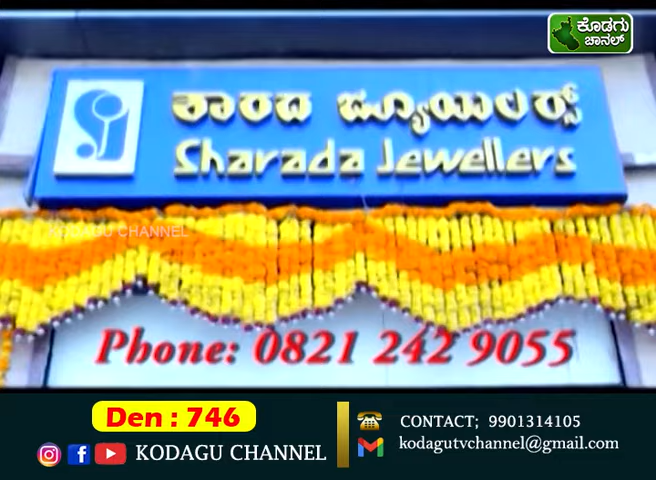 ಕೊಡಗು
ಚಾನಲ್
ಶಾರದ ಜ್ಯೂಯಲರ್ಸ್
Sharada Jewellers
KODAGU CHANNEL
Phone: 0821 242 9055
Den : 746
KODAGU CHANNEL
CONTACT; 9901314105
kodagutvchannel@gmail.com